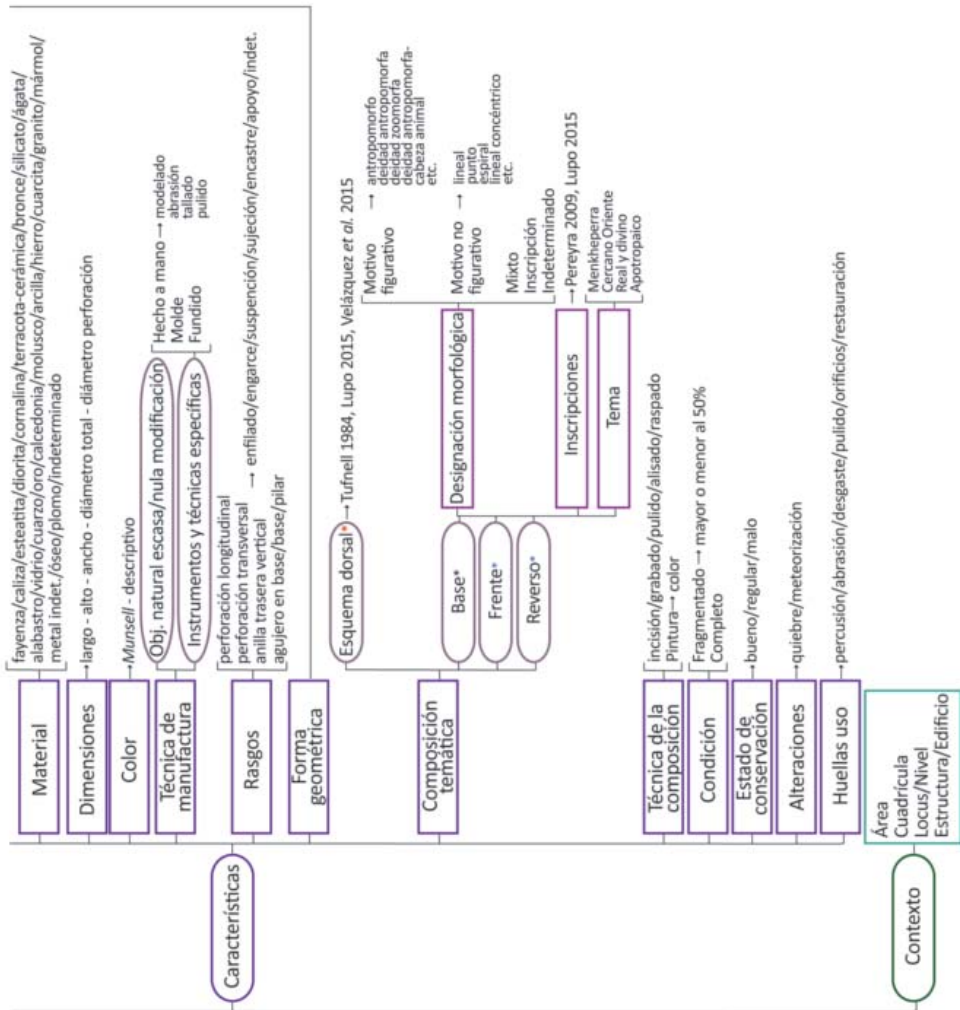 Características
Material
fayenza/caliza/esteatita/diorita/cornalina/terracota-cerámica/bronce/silicato/ágata/
alabastro/vidrio/cuarzo/oro/calcedonia/molusco/arcilla/hierro/cuarcita/granito/mármol/
metal indet./óseo/plomo/indeterminado
Dimensiones
→largo - alto - ancho - diámetro total - diámetro perforación
Color
→Munsell - descriptivo
Técnica de
manufactura
Obj. natural escasa/nula modificación
Instrumentos y técnicas específicas
Hecho a mano → modelado
abrasión
tallado
pulido
Molde
Fundido
Rasgos
perforación longitudinal
perforación transversal
anilla trasera vertical
agujero en base/base/pilar
→ enfilado/engarce/suspención/sujeción/encastre/apoyo/indet.
Forma
geométrica
Composición
temática
Esquema dorsal*
→ Tufnell 1984, Lupo 2015, Velázquez et al. 2015
Base*
Frente*
Reverso*
Designación morfológica
Motivo
figurativo
→ antropomorfo
deidad antropomorfa
deidad zoomorfa
deidad antropomorfa-
cabeza animal
etc.
Motivo no
figurativo
→ lineal
punto
espiral
lineal concéntrico
etc.
Mixto
Inscripción
Indeterminado
Inscripciones
→Pereyra 2009, Lupo 2015
Tema
Menkheperra
Cercano Oriente
Real y divino
Apotropaico
Técnica de la
composición
incisión/grabado/pulido/alisado/raspado
Pintura→ color
Condición
Fragmentado → mayor o menor al 50%
Completo
Estado de
conservación
→bueno/regular/malo
Alteraciones
→quiebre/meteorización
Huellas uso
→percusión/abrasión/desgaste/pulido/orificios/restauración
Contexto
Área
Cuadrícula
Locus/Nivel
Estructura/Edificio